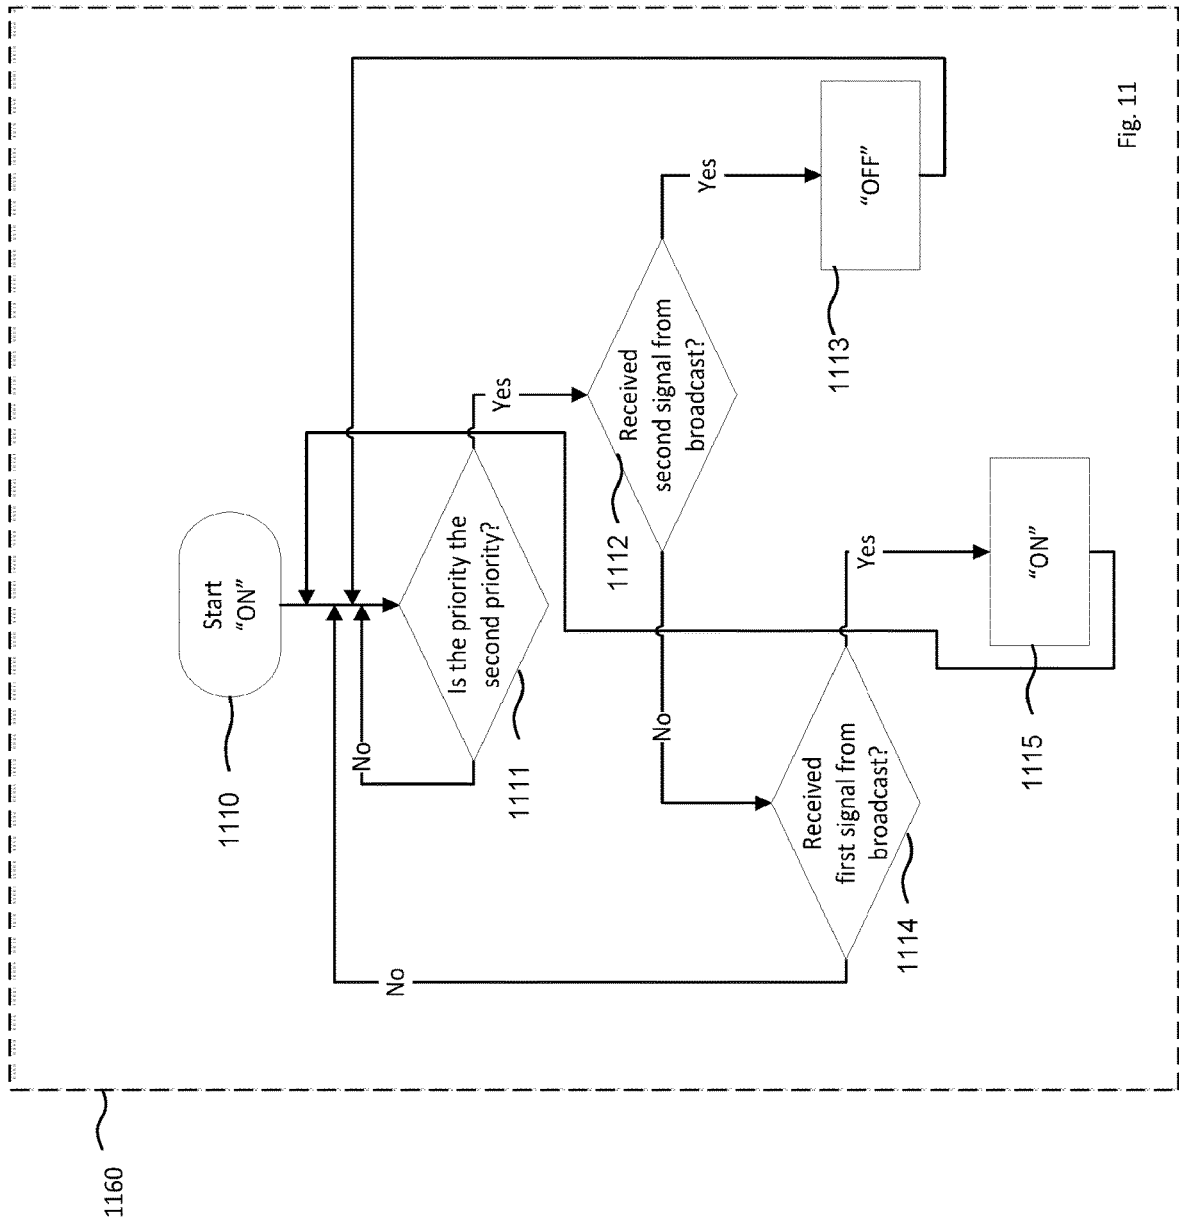 1160
Start
"ON"
1110
Is the priority the
second priority?
1111
No
Yes
Received
second signal from
broadcast?
1112
No
Yes
"OFF"
1113
Received
first signal from
broadcast?
1114
No
Yes
"ON"
1115
Fig. 11